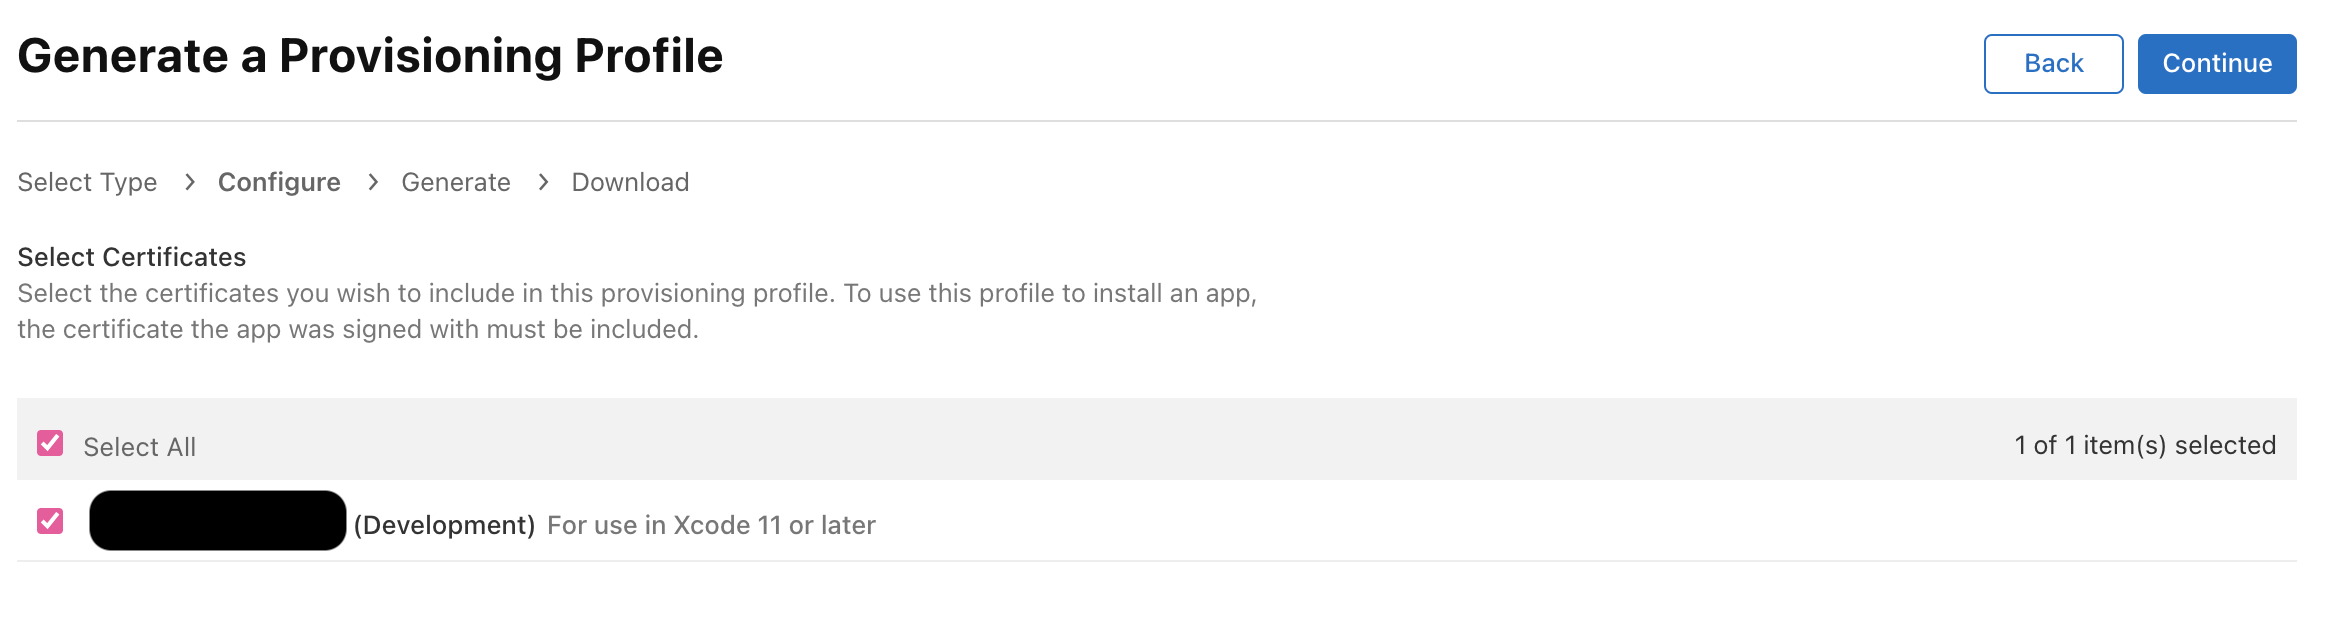 Generate a Provisioning Profile
Back
Continue
Select Type > Configure > Generate > Download
Select Certificates
Select the certificates you wish to include in this provisioning profile. To use this profile to install an app,
the certificate the app was signed with must be included.
Select All
1 of 1 item(s) selected
(Development) For use in Xcode 11 or later